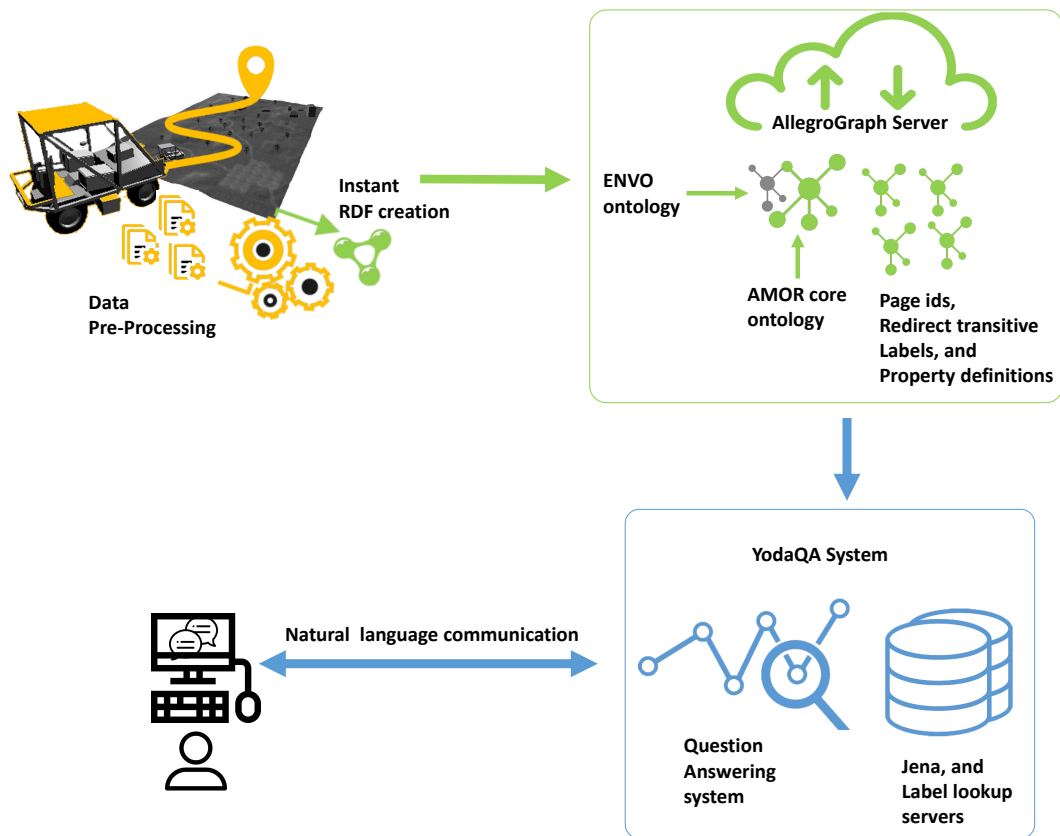 AllegroGraph Server
Instant
RDF creation
ENVO
ontology
Data
Pre-Processing
AMOR core
ontology
Page ids,
Redirect transitive
Labels, and
Property definitions
YodaQA System
Natural language communication
Question
Answering
system
Jena, and
Label lookup
servers